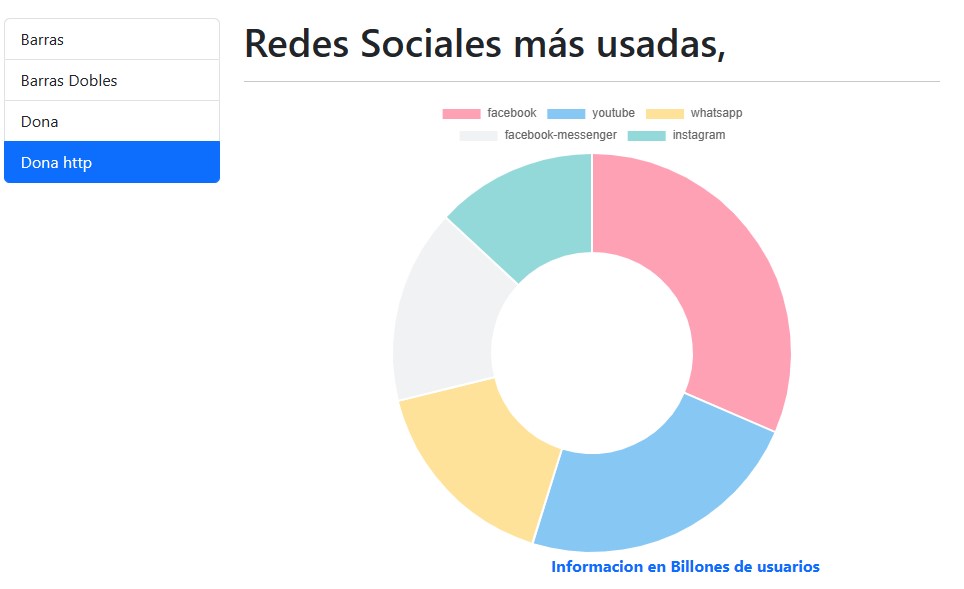 Barras
Barras Dobles
Dona
Dona http
Redes Sociales más usadas,
facebook youtube whatsapp
facebook-messenger instagram
Informacion en Billones de usuarios